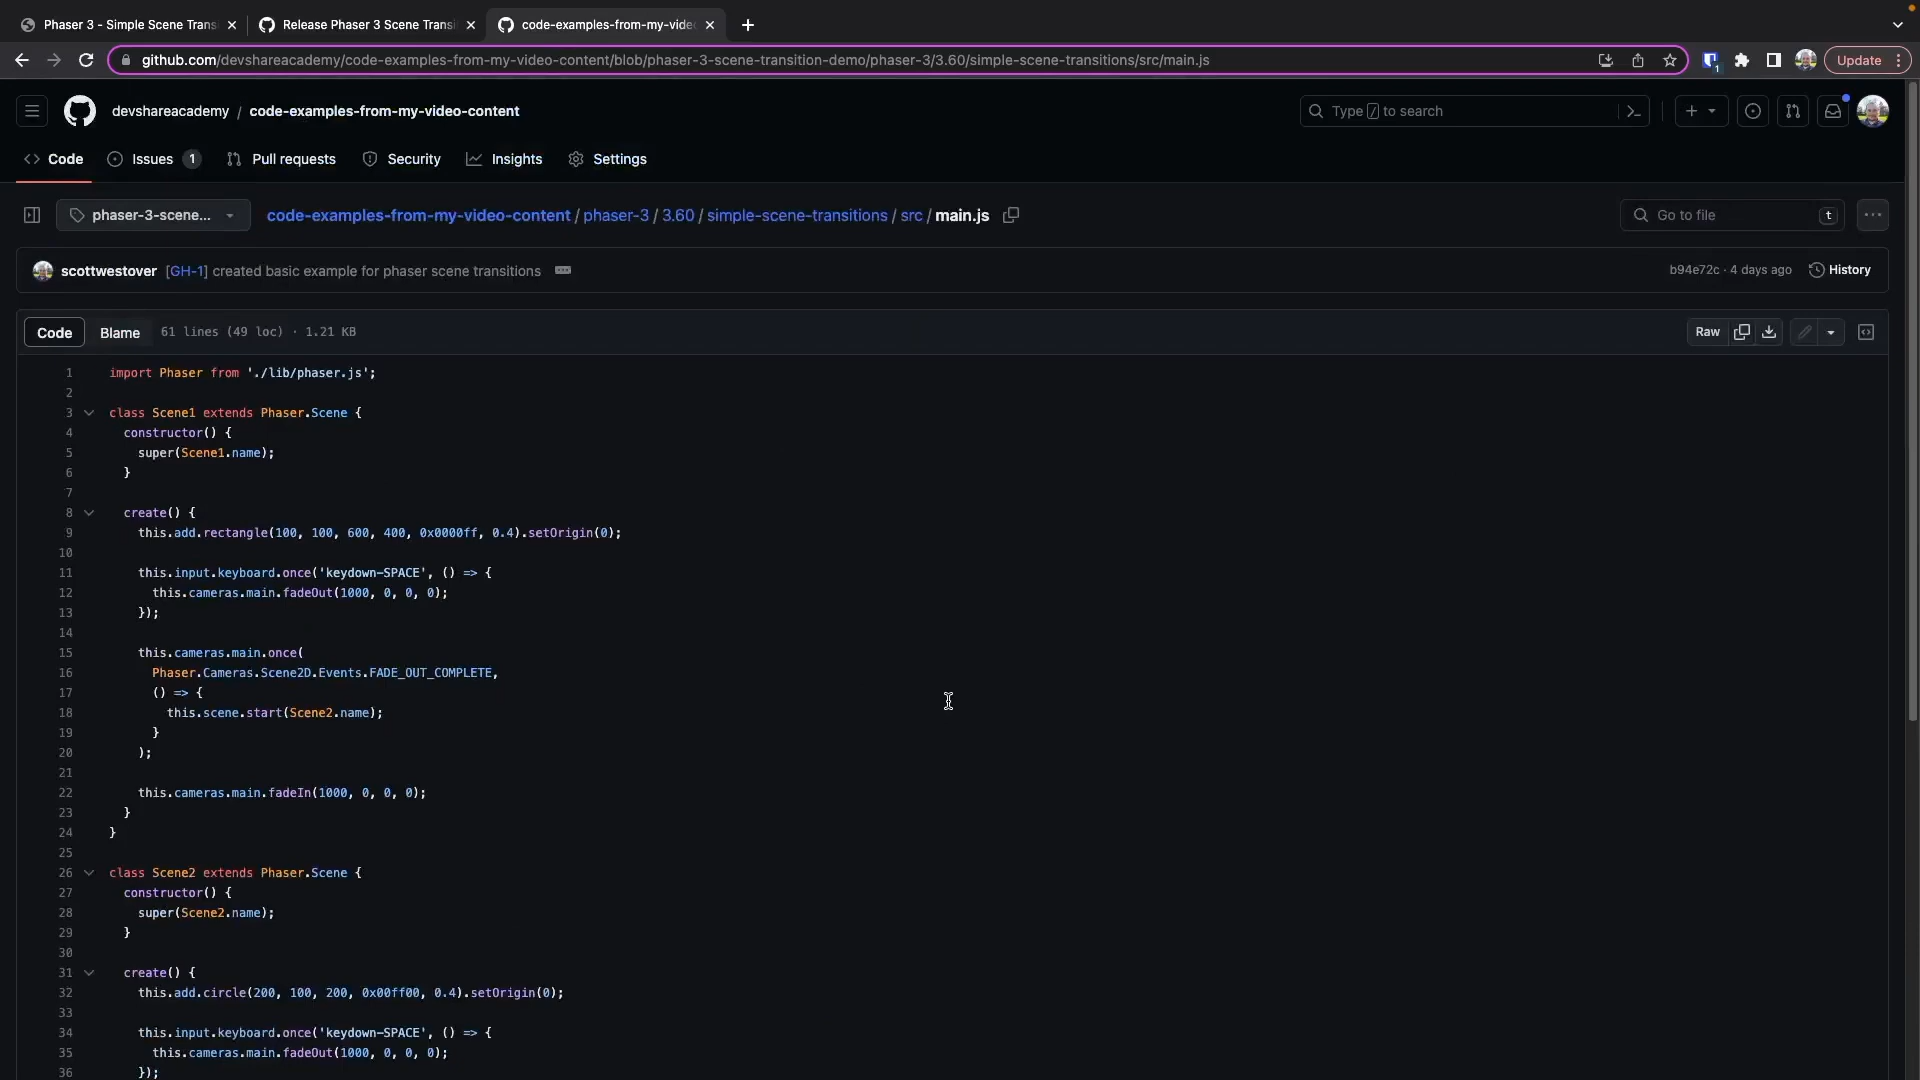 Phaser 3 - Simple Scene Trans
Release Phaser 3 Scene Transi
code-examples-from-my-vide
github.com/devshareacademy/code-examples-from-my-video-content/blob/phaser-3-scene-transition-demo/phaser-3/3.60/simple-scene-transitions/src/main.js
1
Update
devshareacademy / code-examples-from-my-video-content
Type / to search
Code
Issues 1
Pull requests
Security
Insights
Settings
phaser-3-scene...
code-examples-from-my-video-content / phaser-3 / 3.60 / simple-scene-transitions / src / main.js
Go to file
t
scottwestover [GH-1] created basic example for phaser scene transitions
b94e72c · 4 days ago
History
Code
Blame
61 lines (49 loc) · 1.21 KB
Raw
1 import Phaser from './lib/phaser.js';
2
3 class Scene1 extends Phaser.Scene {
4 constructor() {
5 super(Scene1.name);
6 }
7
8 create() {
9 this.add.rectangle(100, 100, 600, 400, 0x0000ff, 0.4).setOrigin(0);
10
11 this.input.keyboard.once('keydown-SPACE', () => {
12 this.cameras.main.fadeOut(1000, 0, 0, 0);
13 });
14
15 this.cameras.main.once(
16 Phaser.Cameras.Scene2D.Events.FADE_OUT_COMPLETE,
17 () => {
18 this.scene.start(Scene2.name);
19 }
20 );
21
22 this.cameras.main.fadeIn(1000, 0, 0, 0);
23 }
24 }
25
26 class Scene2 extends Phaser.Scene {
27 constructor() {
28 super(Scene2.name);
29 }
30
31 create() {
32 this.add.circle(200, 100, 200, 0x00ff00, 0.4).setOrigin(0);
33
34 this.input.keyboard.once('keydown-SPACE', () => {
35 this.cameras.main.fadeOut(1000, 0, 0, 0);
36 });